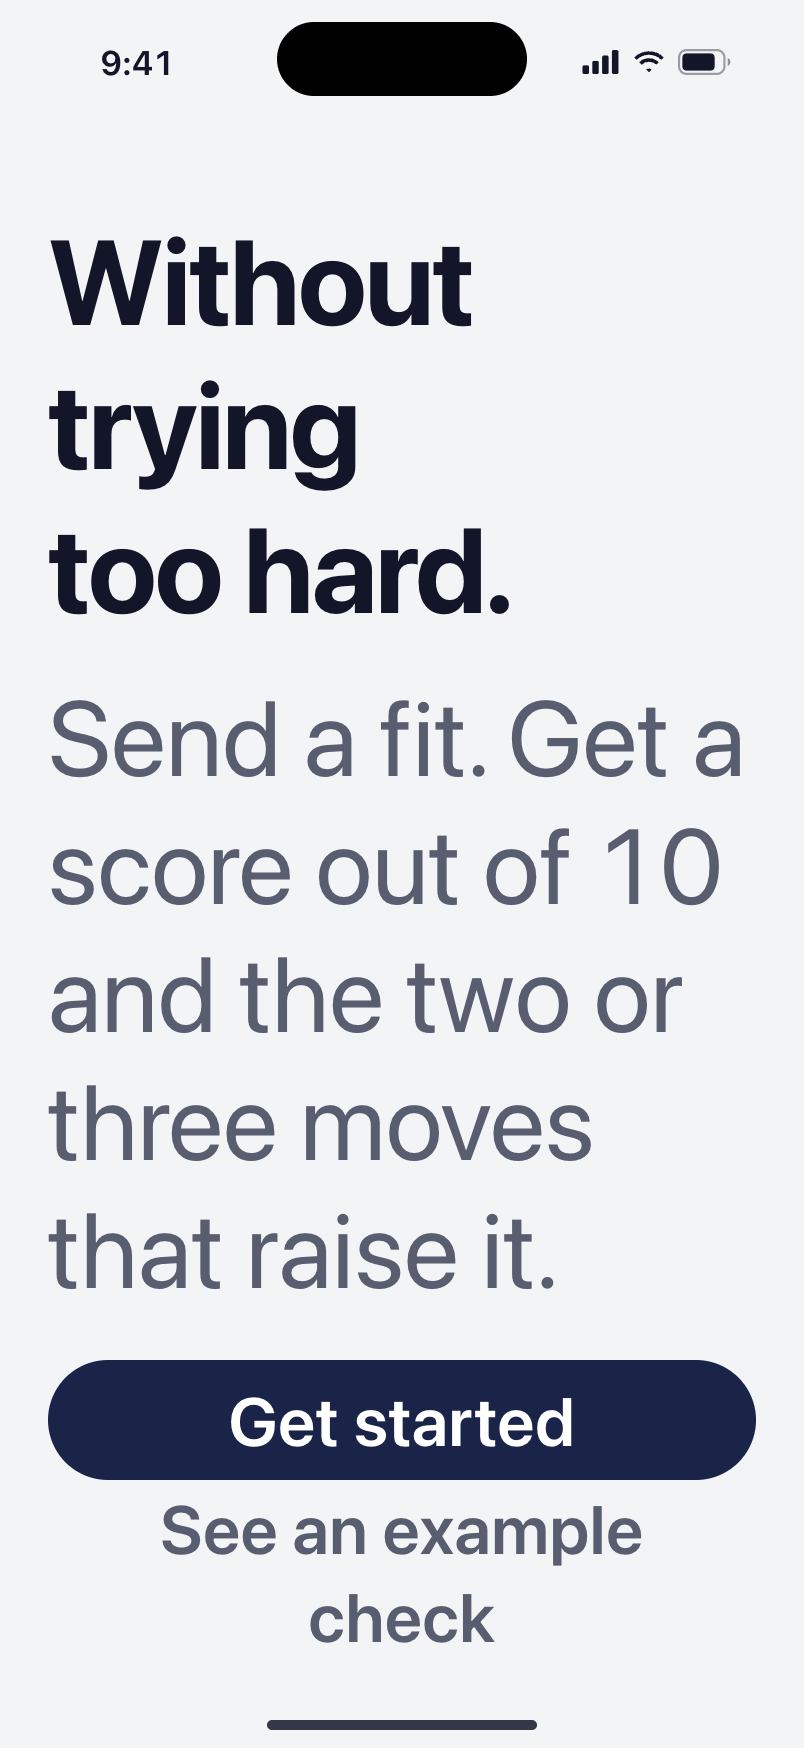 9:41
Without
trying
too hard.
Send a fit. Get a
score out of 10
and the two or
three moves
that raise it.
Get started
See an example
check